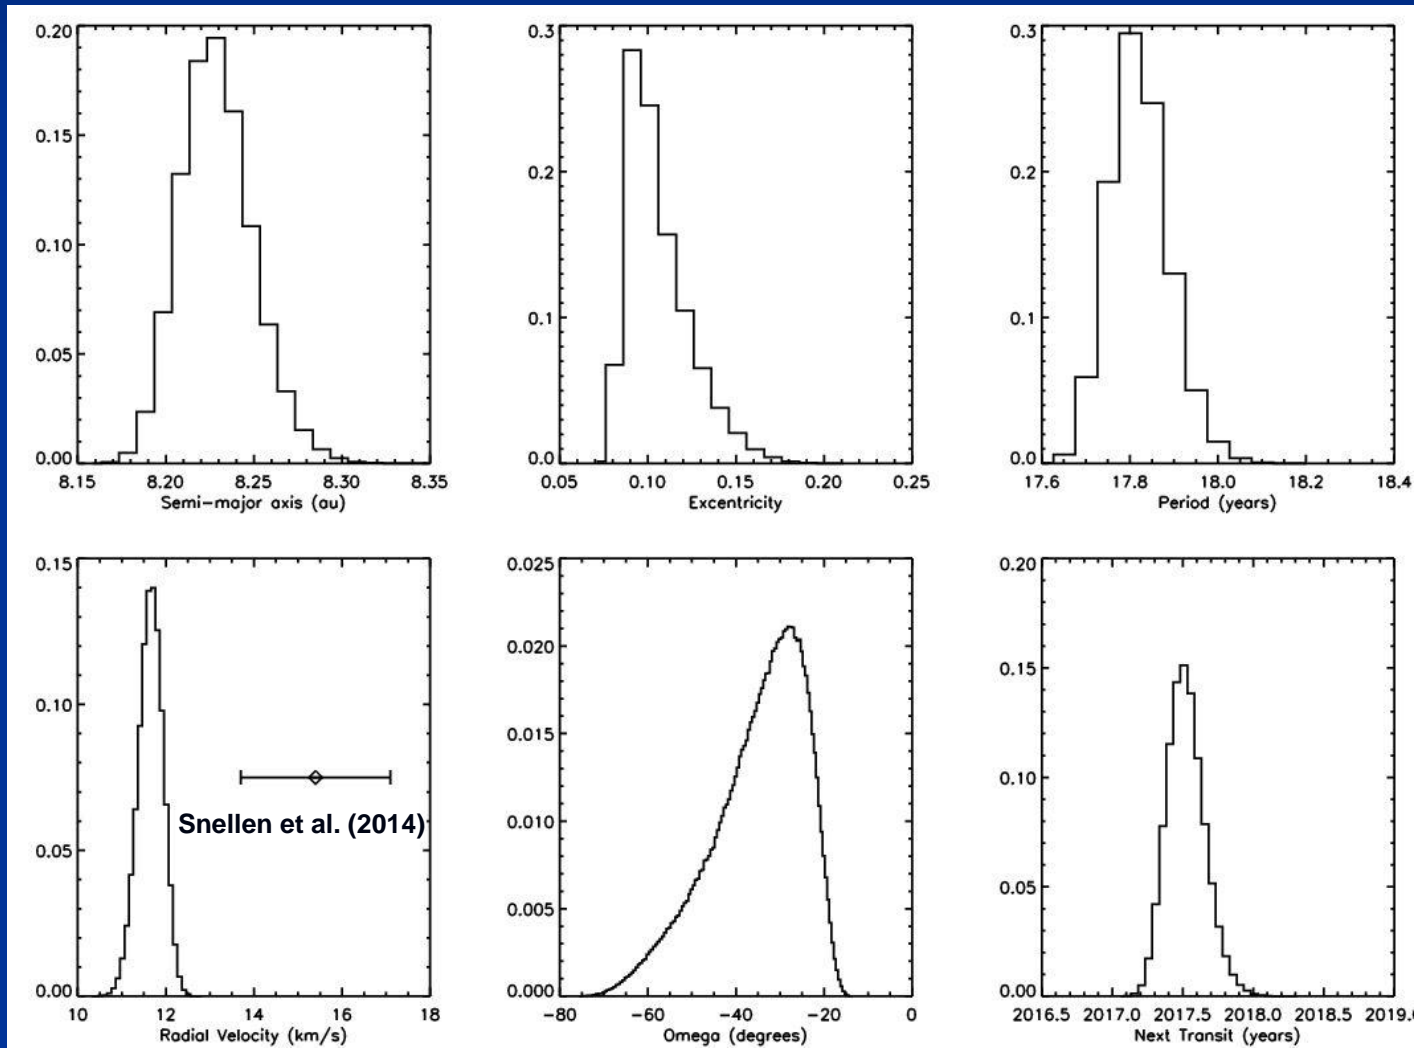 0.20
0.15
0.10
0.05
0.00
8.15 8.20 8.25 8.30 8.35
Semi-major axis (au)
0.3
0.2
0.1
0.0
0.05 0.10 0.15 0.20 0.25
Excentricity
0.3
0.2
0.1
0.0
17.6 17.8 18.0 18.2 18.4
Period (years)
0.15
0.10
0.05
0.00
10 12 14 16 18
Radial Velocity (km/s)
Snellen et al. (2014)
0.025
0.020
0.015
0.010
0.005
0.000
-80 -60 -40 -20 0
Omega (degrees)
0.20
0.15
0.10
0.05
0.00
2016.5 2017.0 2017.5 2018.0 2018.5 2019.0
Next Transit (years)